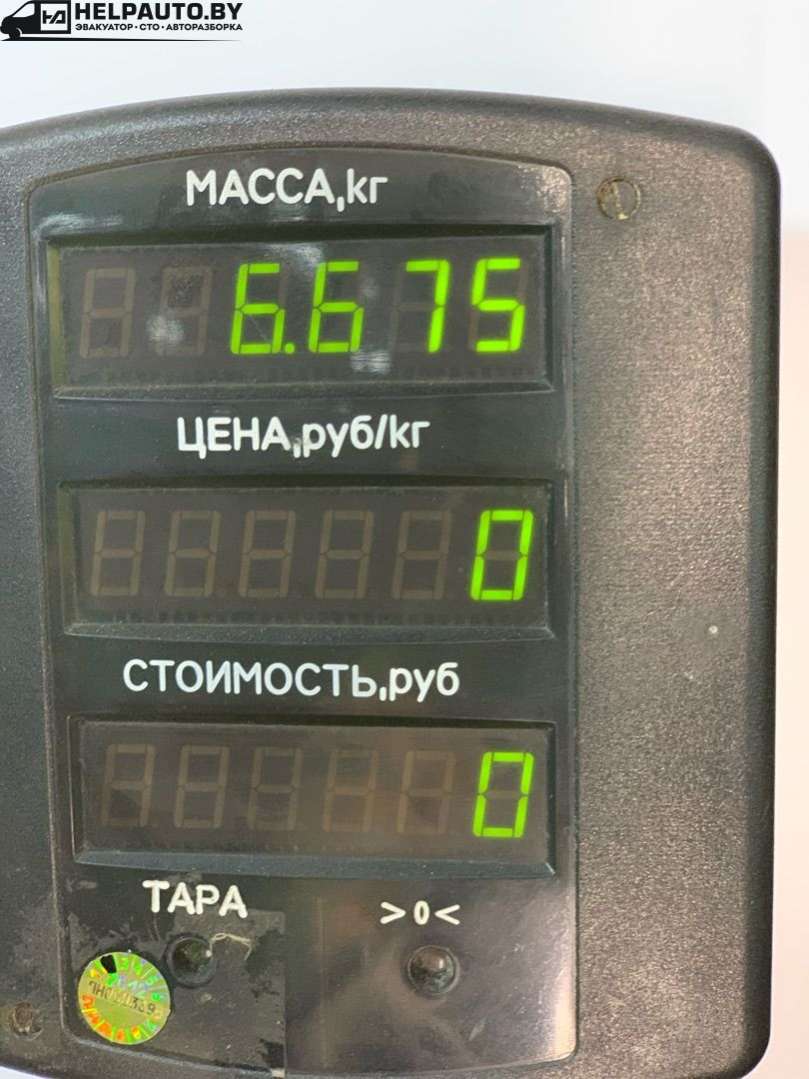 HELPAUTO.BY
ЭВАКУАТОР • СТО • АВТОРАЗБОРКА
МАССА,кг
6.675
ЦЕНА,руб/кг
0
СТОИМОСТЬ,руб
0
ТАРА
>0<